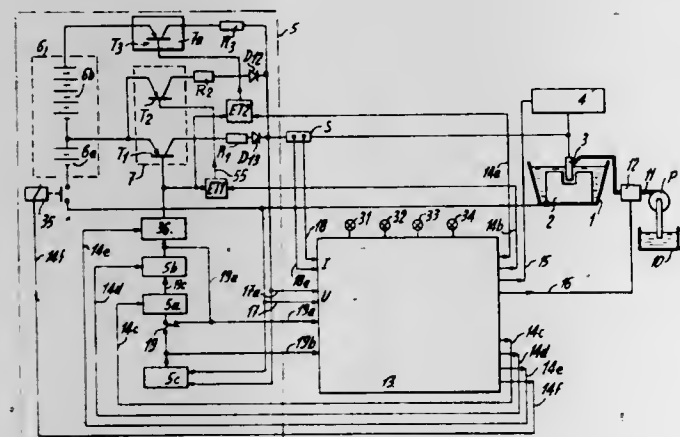 T3
7a
R3
5
6
D12
6b
R2
ET2
4
T2
T1
R1
D13
S
14a
3
12
11
P
6a
7
55
ET1
14b
2
1
35
18
31
32
33
34
10
36
14e
15
14f
5b
19a
I
18a
16
14d
19c
17a
U
5a
17
19a
14c
19
14c
19b
14d
5c
13
14e
14f